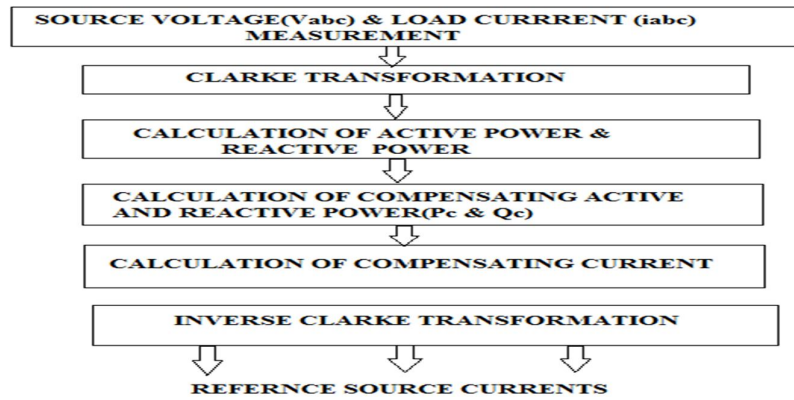 SOURCE VOLTAGE(Vabc) & LOAD CURRRENT (iabc)
MEASUREMENT
CLARKE TRANSFORMATION
CALCULATION OF ACTIVE POWER &
REACTIVE POWER
CALCULATION OF COMPENSATING ACTIVE
AND REACTIVE POWER(Pc & Qc)
CALCULATION OF COMPENSATING CURRENT
INVERSE CLARKE TRANSFORMATION
REFERNCE SOURCE CURRENTS